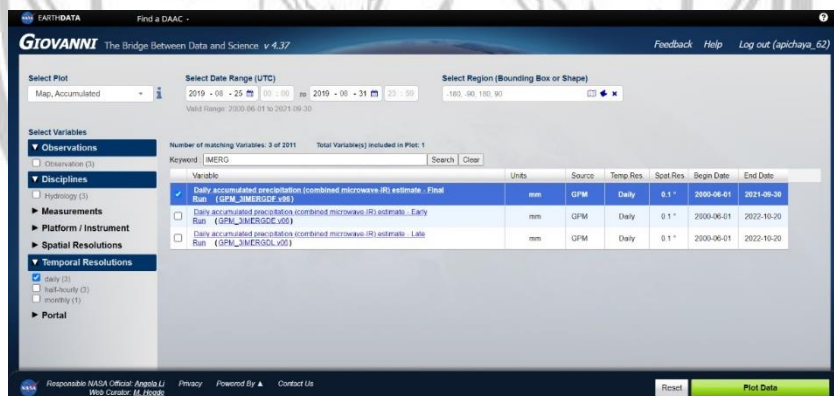 EARTHDATA Find a DAAC
GIOVANNI The Bridge Between Data and Science v 4.37 Feedback Help Log out (apichaya_62)
Select Plot Select Date Range (UTC) Select Region (Bounding Box or Shape)
Map, Accumulated 2019 - 08 - 25 00 : 00 to 2019 - 08 - 31 23 : 59 -180, -90, 180, 90
Valid Range: 2000-06-01 to 2021-09-30
Select Variables
▼ Observations Number of matching Variables: 3 of 2011 Total Variable(s) included in Plot: 1
Observation (3) Keyword : IMERG Search Clear
▼ Disciplines Variable Units Source Temp.Res. Spat.Res. Begin Date End Date
Hydrology (3) Daily accumulated precipitation (combined microwave-IR) estimate - Final Run (GPM_3IMERGDF v06) mm GPM Daily 0.1 ° 2000-06-01 2021-09-30
► Measurements Daily accumulated precipitation (combined microwave-IR) estimate - Early Run (GPM_3IMERGDE v06) mm GPM Daily 0.1 ° 2000-06-01 2022-10-20
► Platform / Instrument Daily accumulated precipitation (combined microwave-IR) estimate - Late Run (GPM_3IMERGDL v06) mm GPM Daily 0.1 ° 2000-06-01 2022-10-20
► Spatial Resolutions
▼ Temporal Resolutions
daily (3)
half-hourly (3)
monthly (1)
► Portal
Responsible NASA Official: Angela Li Privacy Powered By ▲ Contact Us Reset Plot Data
Web Curator: M. Hegde